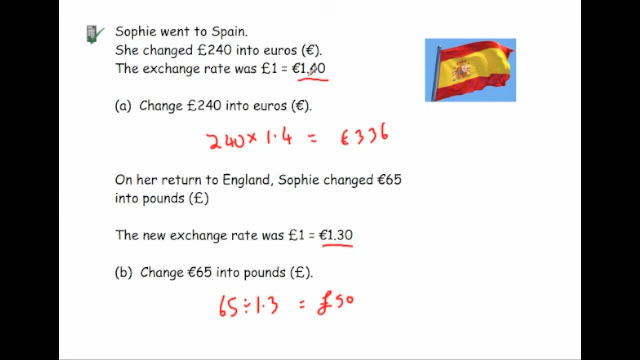 Sophie went to Spain.
She changed £240 into euros (€).
The exchange rate was £1 = €1.40
(a) Change £240 into euros (€).
240 × 1.4 = €336
On her return to England, Sophie changed €65
into pounds (£)
The new exchange rate was £1 = €1.30
(b) Change €65 into pounds (£).
65 ÷ 1.3 = £50